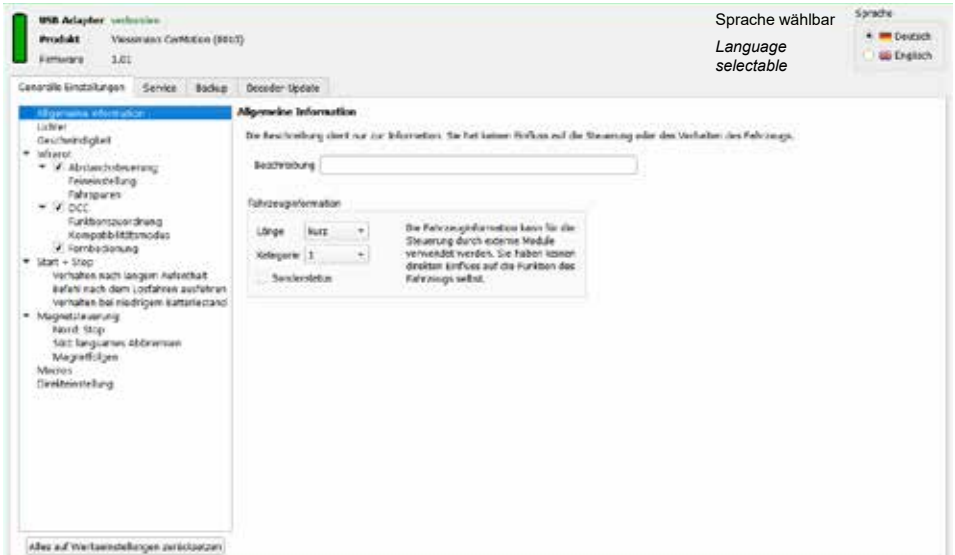 USB Adapter verbunden
Produkt Viessmann CarMotion (8010)
Firmware 1.01
Sprache wählbar
Language
selectable
Sprache
Deutsch
Englisch
Generelle Einstellungen Service Backup Decoder Update
Allgemeine Information
Lichter
Geschwindigkeit
Infrarot
Abstandssteuerung
Feineinstellung
Fahrspuren
DCC
Funktionszuordnung
Kompatibilitätsmodus
Fernbedienung
Start + Stop
Verhalten nach langem Aufenthalt
Befehl nach dem Losfahren ausführen
Verhalten bei niedrigem Batteriestand
Magnetsteuerung
Nord: Stop
Süd: langsames Abbremsen
Magnetfolgen
Macros
Direkteinstellung
Alles auf Werkseinstellungen zurücksetzen
Allgemeine Information
Die Beschreibung dient nur zur Information. Sie hat keinen Einfluss auf die Steuerung oder das Verhalten des Fahrzeugs.
Beschreibung
Fahrzeuginformation
Länge kurz
Kategorie 1
Sonderstatus
Die Fahrzeuginformation kann für die
Steuerung durch externe Module
verwendet werden. Sie haben keinen
direkten Einfluss auf die Funktion des
Fahrzeugs selbst.